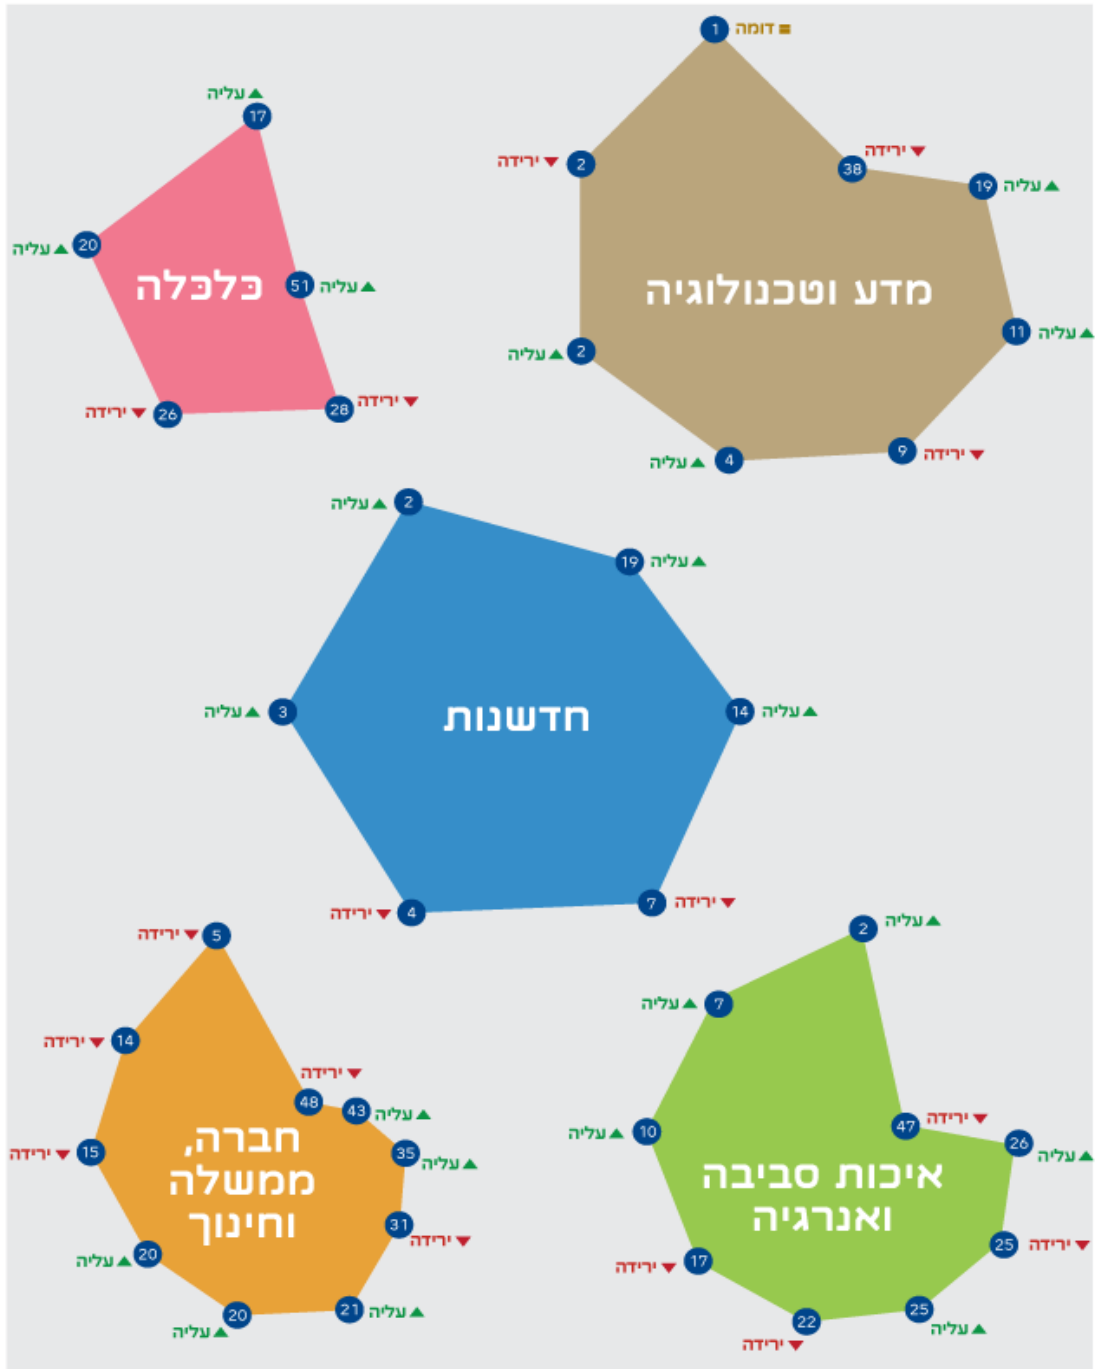 1 = דומה
▲ עליה
17
▼ ירידה
38
▼ ירידה
2
19
▲ עליה
▲ עליה
20
כּלכּלה
51
▲ עליה
מדע וטכנולוגיה
11
▲ עליה
▲ עליה
2
▼ ירידה
26
28
▼ ירידה
▲ עליה
4
9
▼ ירידה
▲ עליה
2
19
▲ עליה
▲ עליה
3
חדשנות
14
▲ עליה
▼ ירידה
4
7
▼ ירידה
▼ ירידה
5
2
▲ עליה
▲ עליה
7
▼ ירידה
14
▼ ירידה
48
43
▲ עליה
47
▼ ירידה
▲ עליה
10
26
▲ עליה
▼ ירידה
15
חברה,
ממשלה
וחינוך
35
▲ עליה
איכות סביבה
ואנרגיה
31
▼ ירידה
25
▼ ירידה
▲ עליה
20
▼ ירידה
17
▲ עליה
20
21
▲ עליה
▼ ירידה
22
25
▲ עליה